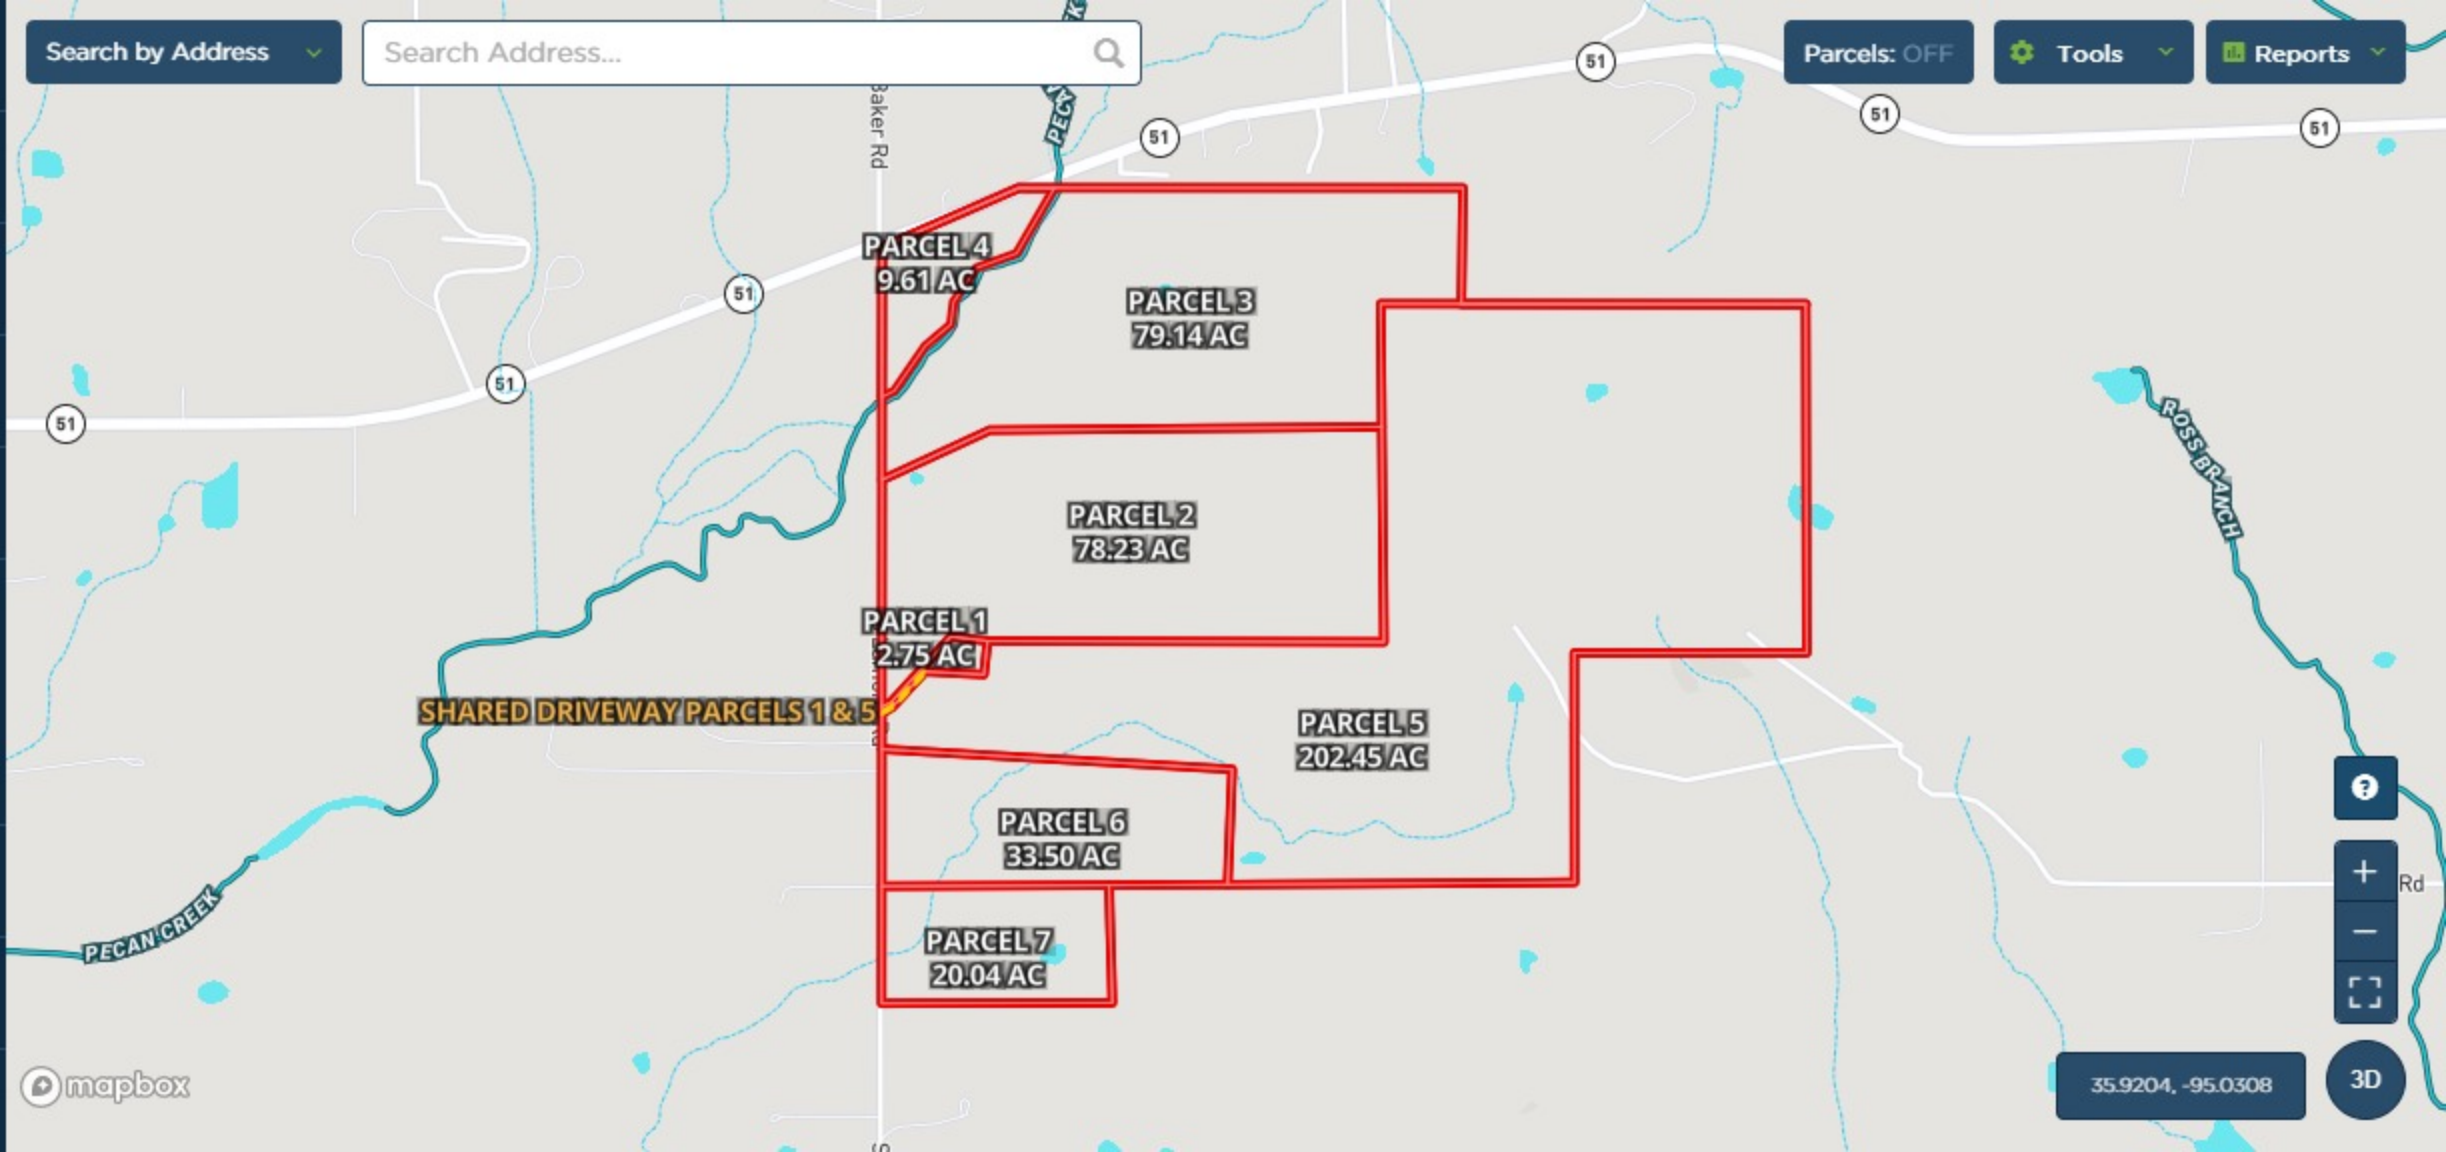 Search by Address
Search Address...
Parcels: OFF
Tools
Reports
51
51
51
51
Baker Rd
PECA
51
51
51
PARCEL 4
9.61 AC
PARCEL 3
79.14 AC
ROSS BRANCH
PARCEL 2
78.23 AC
PARCEL 1
2.75 AC
SHARED DRIVEWAY PARCELS 1 & 5
PARCEL 5
202.45 AC
PARCEL 6
33.50 AC
?
+
−
Rd
PECAN CREEK
PARCEL 7
20.04 AC
mapbox
35.9204, -95.0308
3D